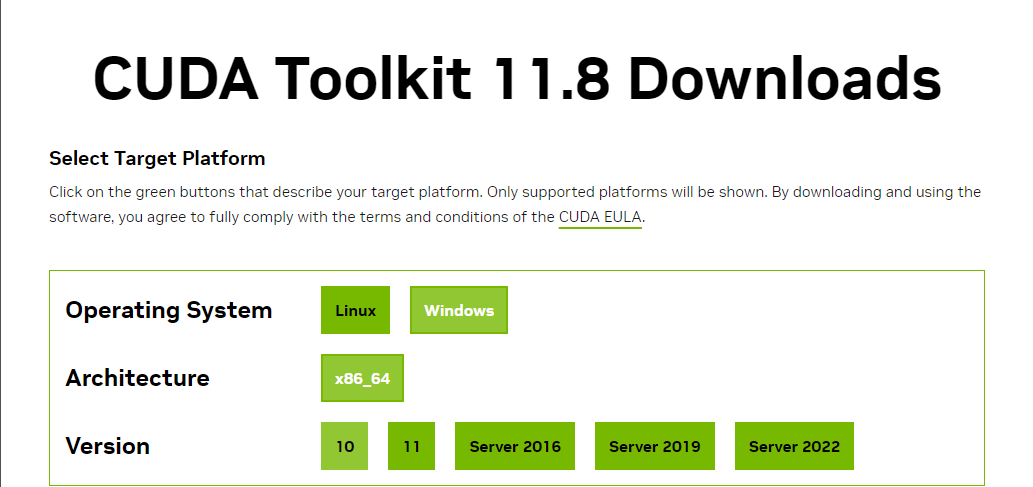 CUDA Toolkit 11.8 Downloads
Select Target Platform
Click on the green buttons that describe your target platform. Only supported platforms will be shown. By downloading and using the
software, you agree to fully comply with the terms and conditions of the CUDA EULA.
Operating System Linux Windows
Architecture x86_64
Version 10 11 Server 2016 Server 2019 Server 2022